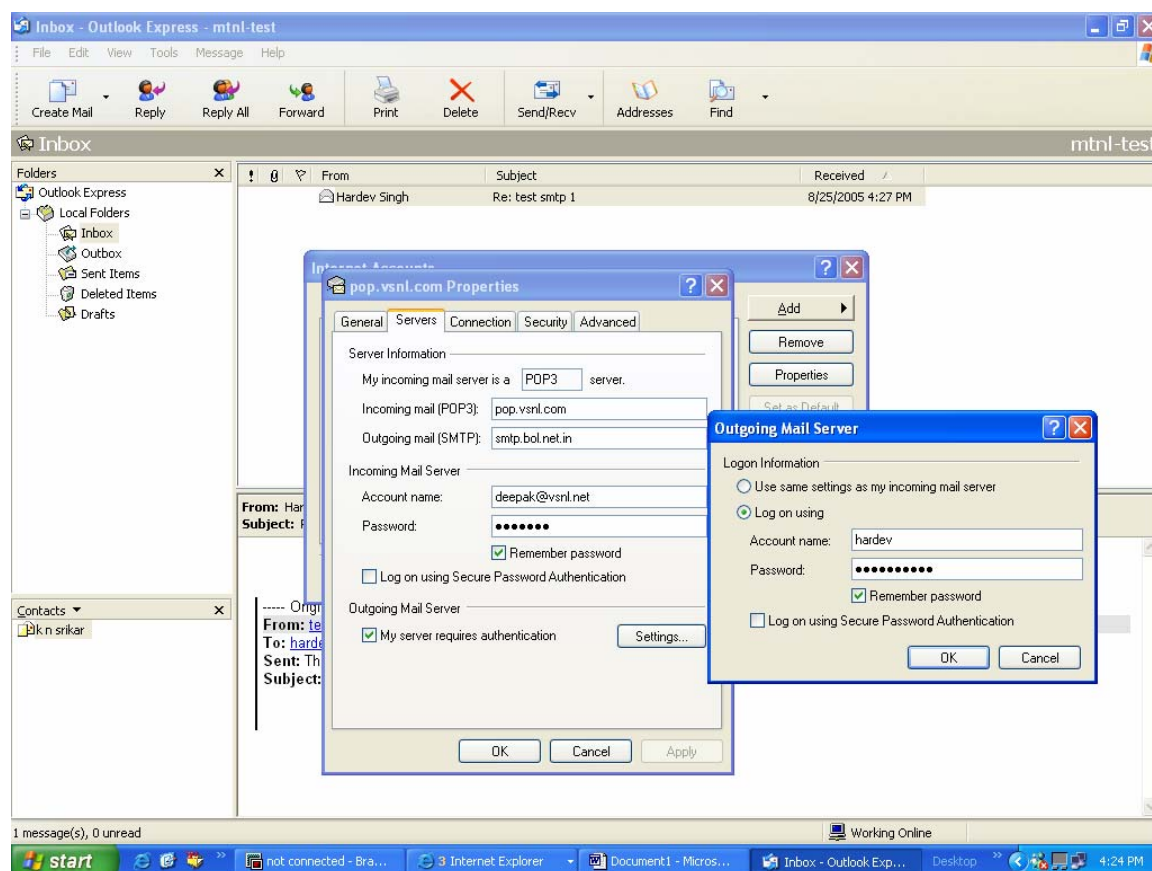 Inbox - Outlook Express - mtnl-test
File Edit View Tools Message Help
Create Mail Reply Reply All Forward Print Delete Send/Recv Addresses Find
Inbox mtnl-test
Folders
Outlook Express
Local Folders
Inbox
Outbox
Sent Items
Deleted Items
Drafts
! From Subject Received
Hardev Singh Re: test smtp 1 8/25/2005 4:27 PM
Internet Accounts
Add
Remove
Properties
Set as Default
pop.vsnl.com Properties
General Servers Connection Security Advanced
Server Information
My incoming mail server is a POP3 server.
Incoming mail (POP3): pop.vsnl.com
Outgoing mail (SMTP): smtp.bol.net.in
Incoming Mail Server
Account name: deepak@vsnl.net
Password: •••••••
Remember password
Log on using Secure Password Authentication
Outgoing Mail Server
My server requires authentication Settings...
OK Cancel Apply
Outgoing Mail Server
Logon Information
Use same settings as my incoming mail server
Log on using
Account name: hardev
Password: ••••••••••
Remember password
Log on using Secure Password Authentication
OK Cancel
From: Har
Subject:
----- Origi
From: te
To: harde
Sent: Th
Subject:
Contacts
k n srikar
1 message(s), 0 unread Working Online
start not connected - Bra... 3 Internet Explorer Document1 - Micros... Inbox - Outlook Exp... Desktop 4:24 PM